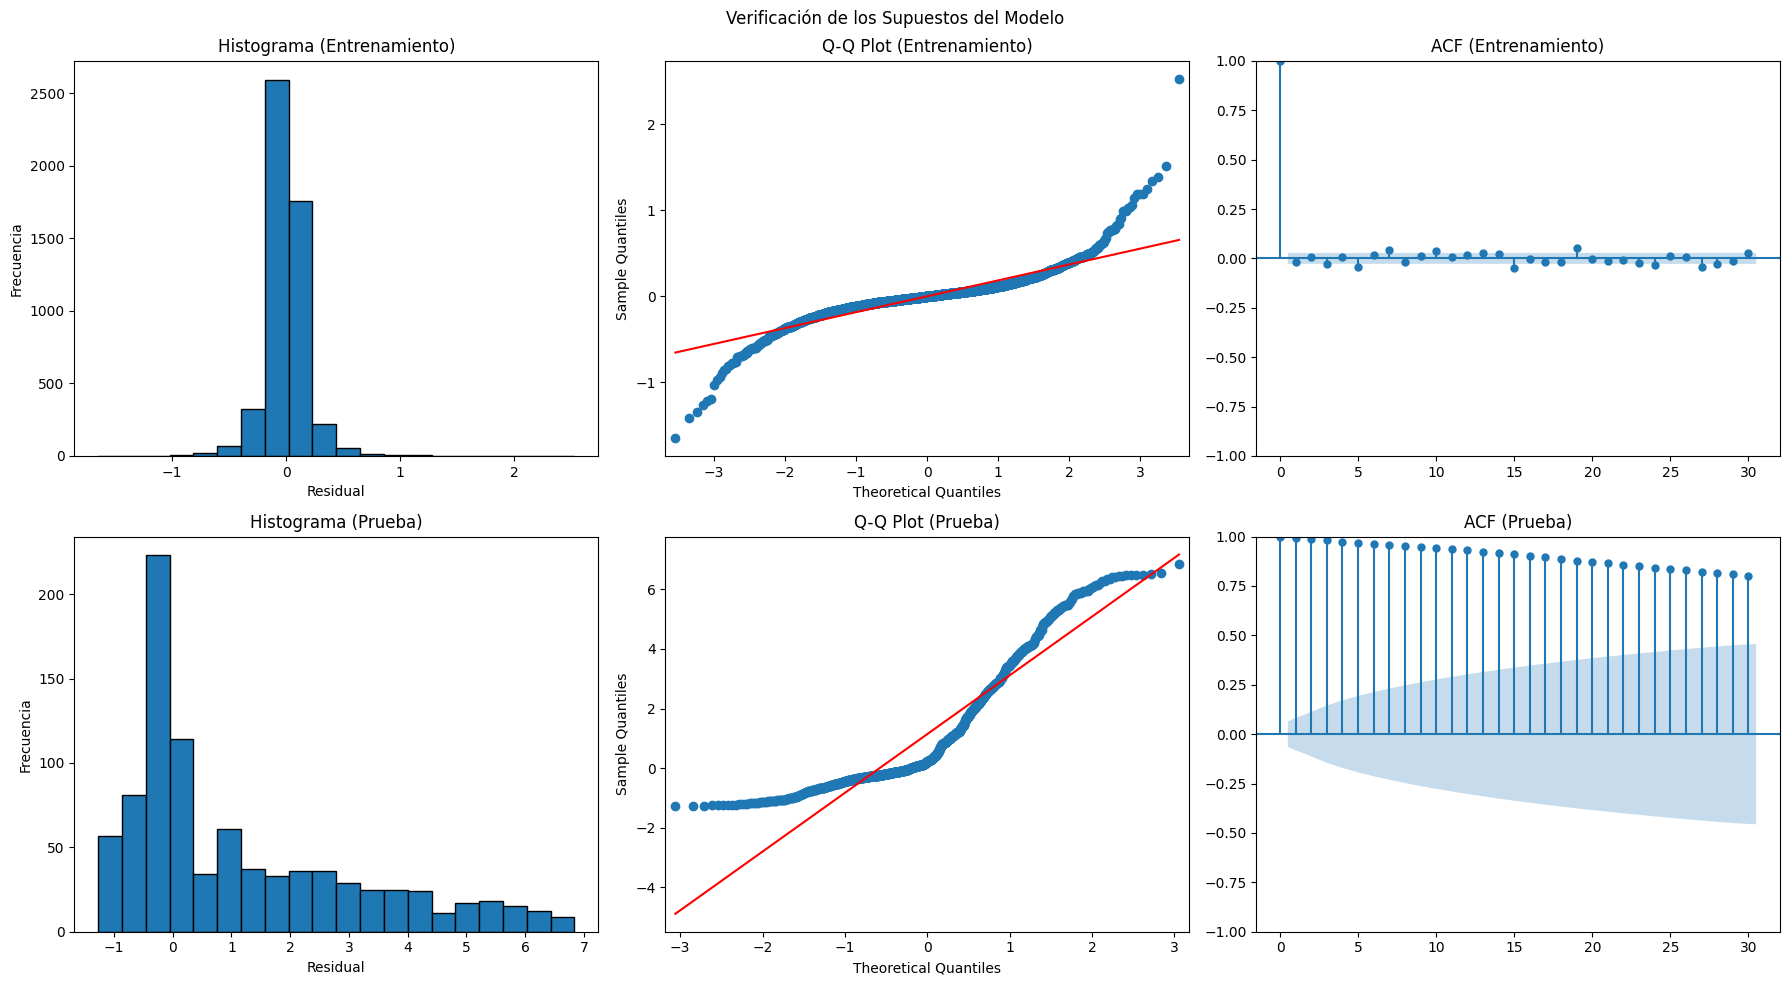 Verificación de los Supuestos del Modelo
Histograma (Entrenamiento)
Frecuencia
2500
2000
1500
1000
500
0
−1 0 1 2
Residual
Q-Q Plot (Entrenamiento)
Sample Quantiles
2
1
0
−1
−3 −2 −1 0 1 2 3
Theoretical Quantiles
ACF (Entrenamiento)
1.00
0.75
0.50
0.25
0.00
−0.25
−0.50
−0.75
−1.00
0 5 10 15 20 25 30
Histograma (Prueba)
Frecuencia
200
150
100
50
0
−1 0 1 2 3 4 5 6 7
Residual
Q-Q Plot (Prueba)
Sample Quantiles
6
4
2
0
−2
−4
−3 −2 −1 0 1 2 3
Theoretical Quantiles
ACF (Prueba)
1.00
0.75
0.50
0.25
0.00
−0.25
−0.50
−0.75
−1.00
0 5 10 15 20 25 30